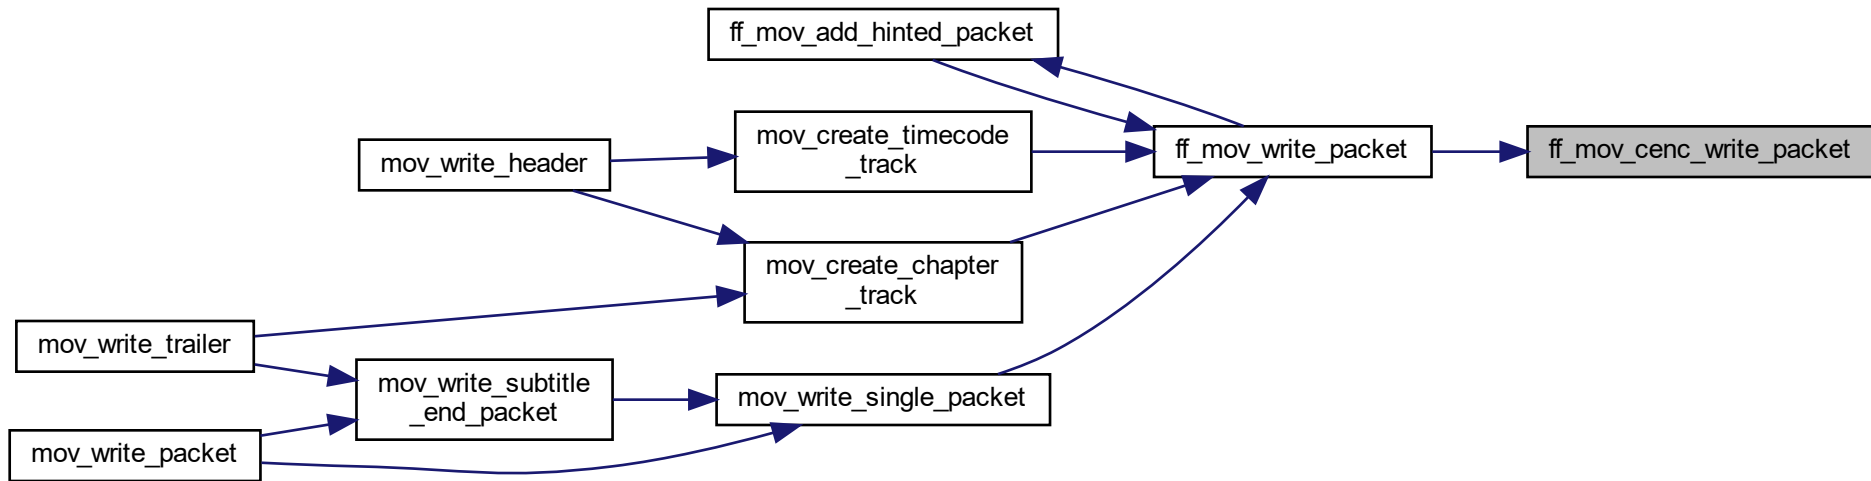 ff_mov_add_hinted_packet
mov_create_timecode
_track
mov_write_header
ff_mov_write_packet
ff_mov_cenc_write_packet
mov_create_chapter
_track
mov_write_trailer
mov_write_subtitle
_end_packet
mov_write_single_packet
mov_write_packet